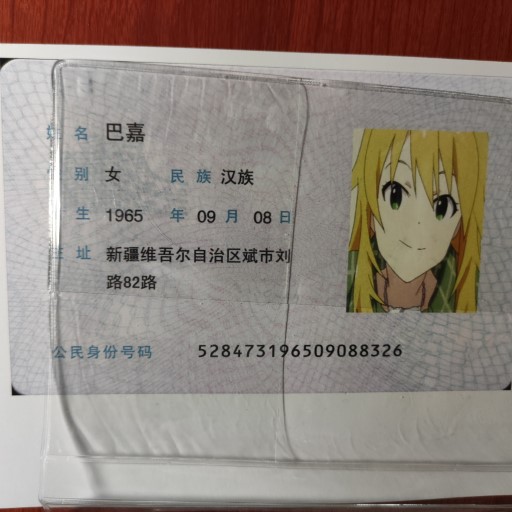 姓名 巴嘉
性别 女 民族 汉族
出生 1965 年 09 月 08 日
住址 新疆维吾尔自治区斌市刘
路82路
公民身份号码 528473196509088326